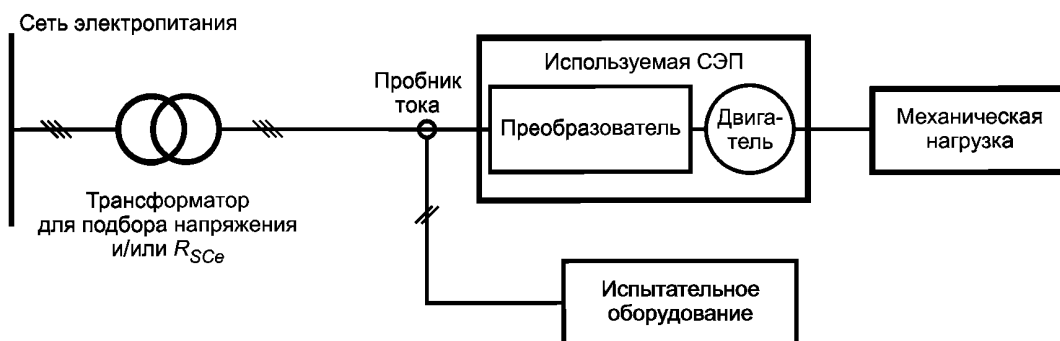 Сеть электропитания
Трансформатор
для подбора напряжения
и/или R_SCe
Пробник
тока
Используемая СЭП
Преобразователь
Двига-
тель
Механическая
нагрузка
Испытательное
оборудование